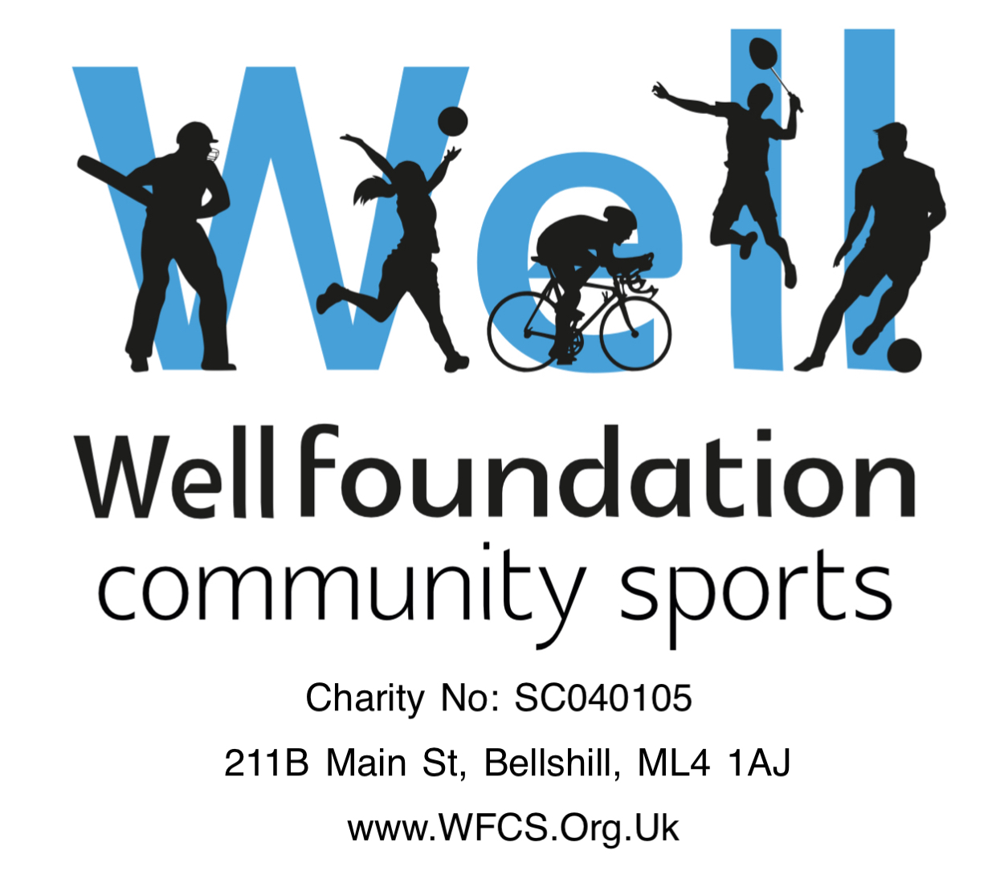 Well
Wellfoundation
community sports
Charity No: SC040105
211B Main St, Bellshill, ML4 1AJ
www.WFCS.Org.Uk